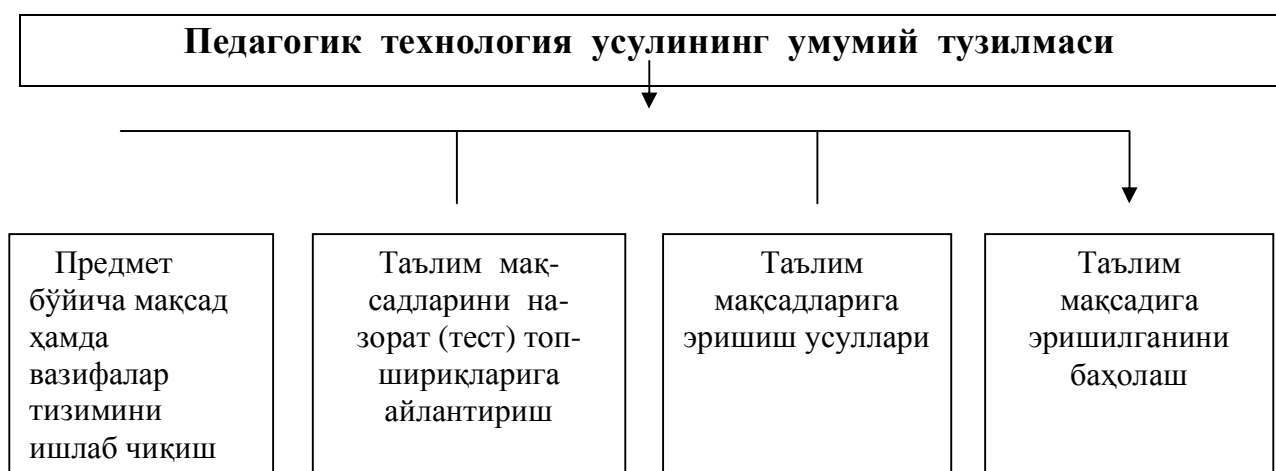 Педагогик технология усулининг умумий тузилмаси
Предмет
бўйича мақсад
ҳамда
вазифалар
тизимини
ишлаб чиқиш
Таълим мақ-
садларини на-
зорат (тест) топ-
шириқларига
айлантириш
Таълим
мақсадларига
эришиш усуллари
Таълим
мақсадига
эришилганини
баҳолаш